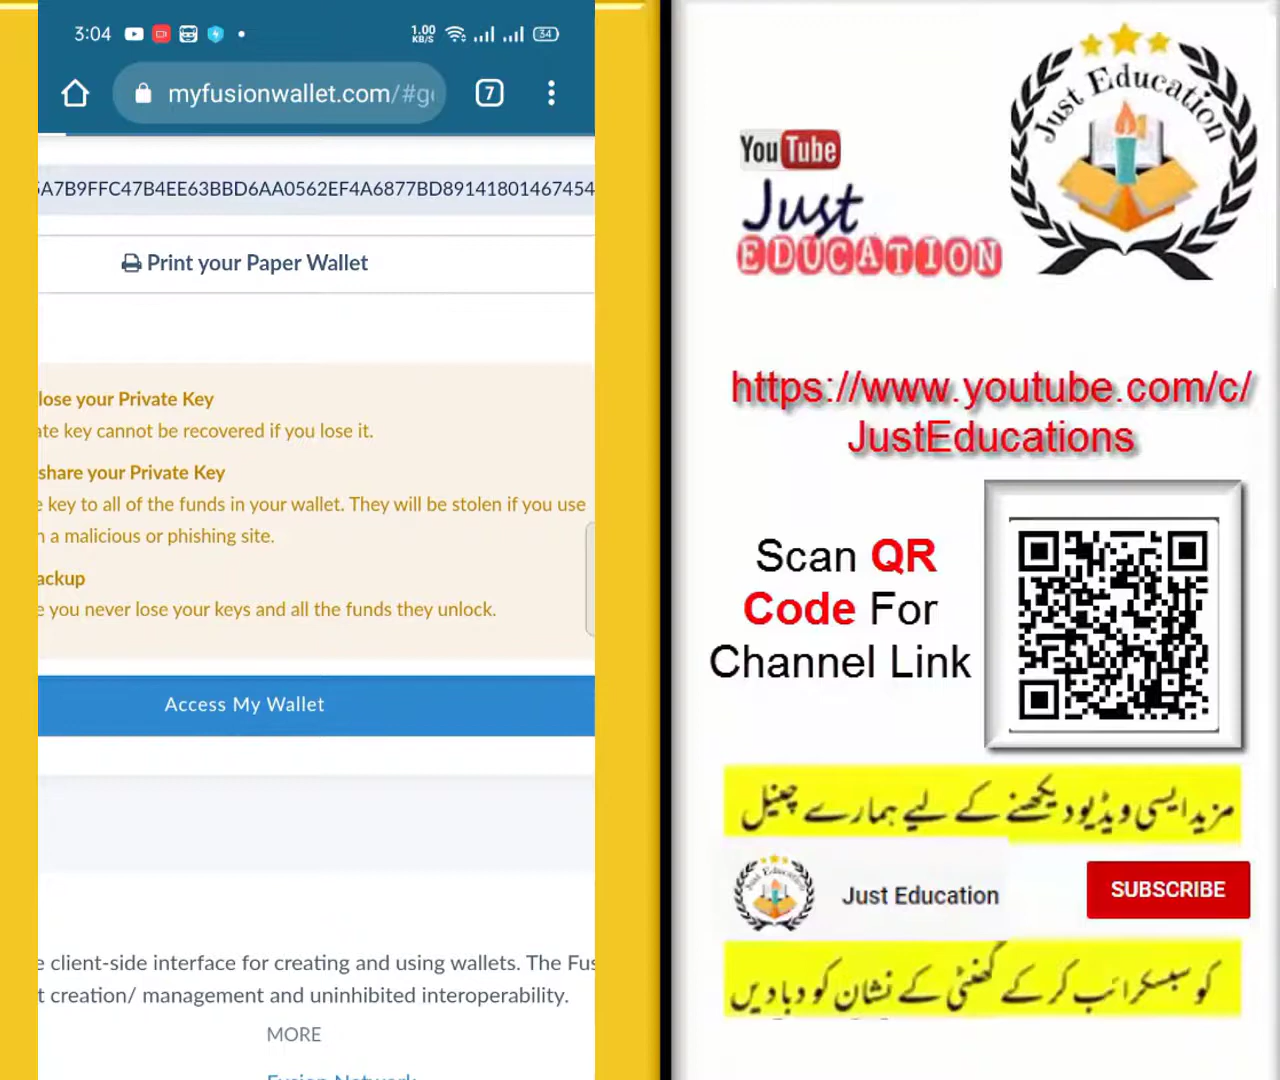 3:04
1.00
KB/S
34
myfusionwallet.com/#g
7
A7B9FFC47B4EE63BBD6AA0562EF4A6877BD89141801467454
Print your Paper Wallet
lose your Private Key
ate key cannot be recovered if you lose it.
share your Private Key
e key to all of the funds in your wallet. They will be stolen if you use
n a malicious or phishing site.
ackup
e you never lose your keys and all the funds they unlock.
Access My Wallet
e client-side interface for creating and using wallets. The Fus
t creation/ management and uninhibited interoperability.
MORE
Fusion Network
YouTube
Just
EDUCATION
Just Education
https://www.youtube.com/c/
JustEducations
Scan QR
Code For
Channel Link
مزید ایسی ویڈیو دیکھنے کے لیے ہمارے چینل
Just Education
SUBSCRIBE
کو سبسکرائب کر کے گھنٹی کے نشان کو دبا دیں